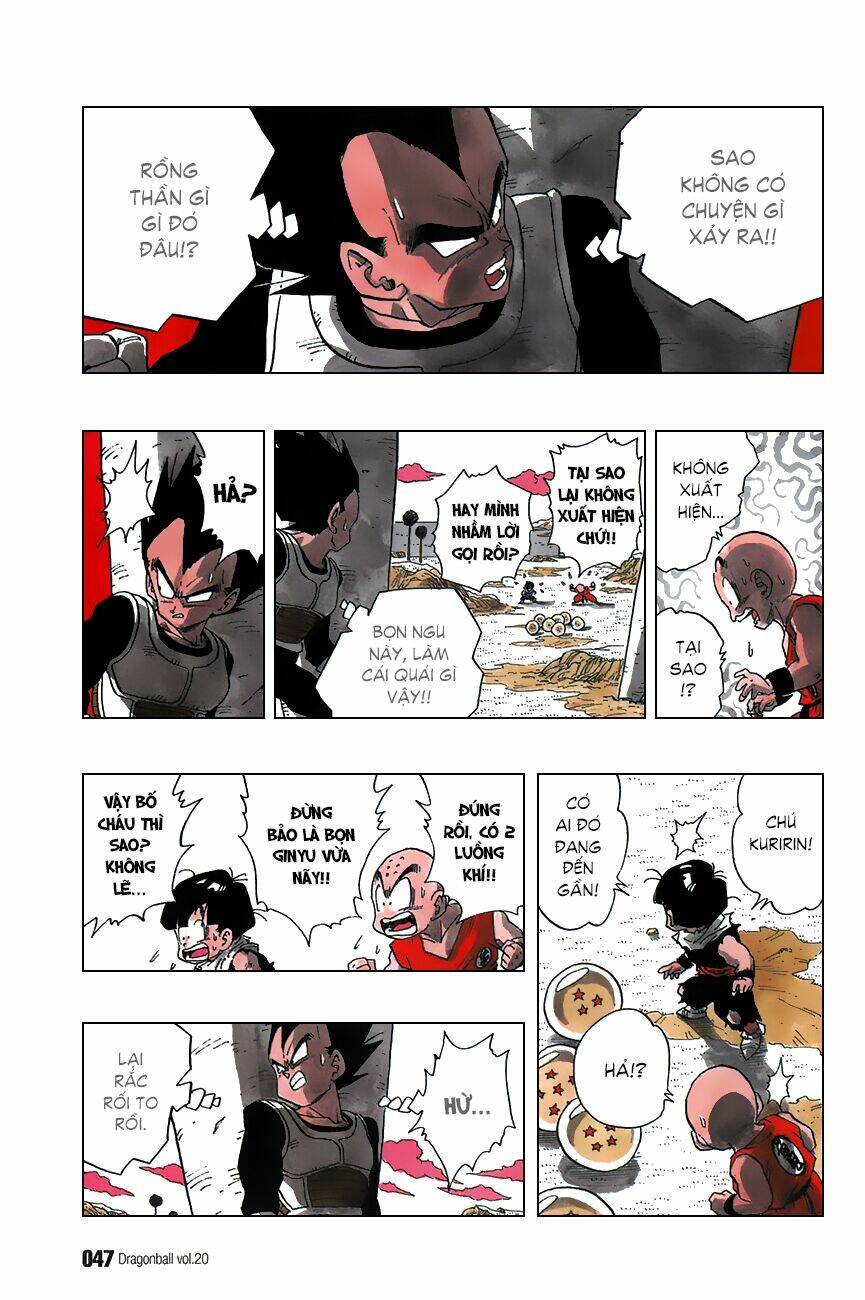 SAO
KHÔNG CÓ
CHUYỆN GÌ
XẢY RA!!
RỒNG
THẦN GÌ
GÌ ĐÓ
ĐÂU!?
KHÔNG
XUẤT
HIỆN...
TẠI
SAO
!?
TẠI SAO
LẠI KHÔNG
XUẤT HIỆN
CHỨ!!
HAY MÌNH
NHẦM LỜI
GỌI RỒI?
BỌN NGU
NÀY, LÀM
CÁI QUÁI GÌ
VẬY!!
HẢ?
CHÚ
KURIRIN!
CÓ
AI ĐÓ
ĐANG
ĐẾN
GẦN!
HẢ!?
ĐÚNG
RỒI, CÓ 2
LUỒNG
KHÍ!!
ĐỪNG
BẢO LÀ BỌN
GINYU VỪA
NÃY!!
VẬY BỐ
CHÁU THÌ
SAO?
KHÔNG
LẼ...
HỪ...
LẠI
RẮC
RỐI TO
RỒI.
047 Dragonball vol.20